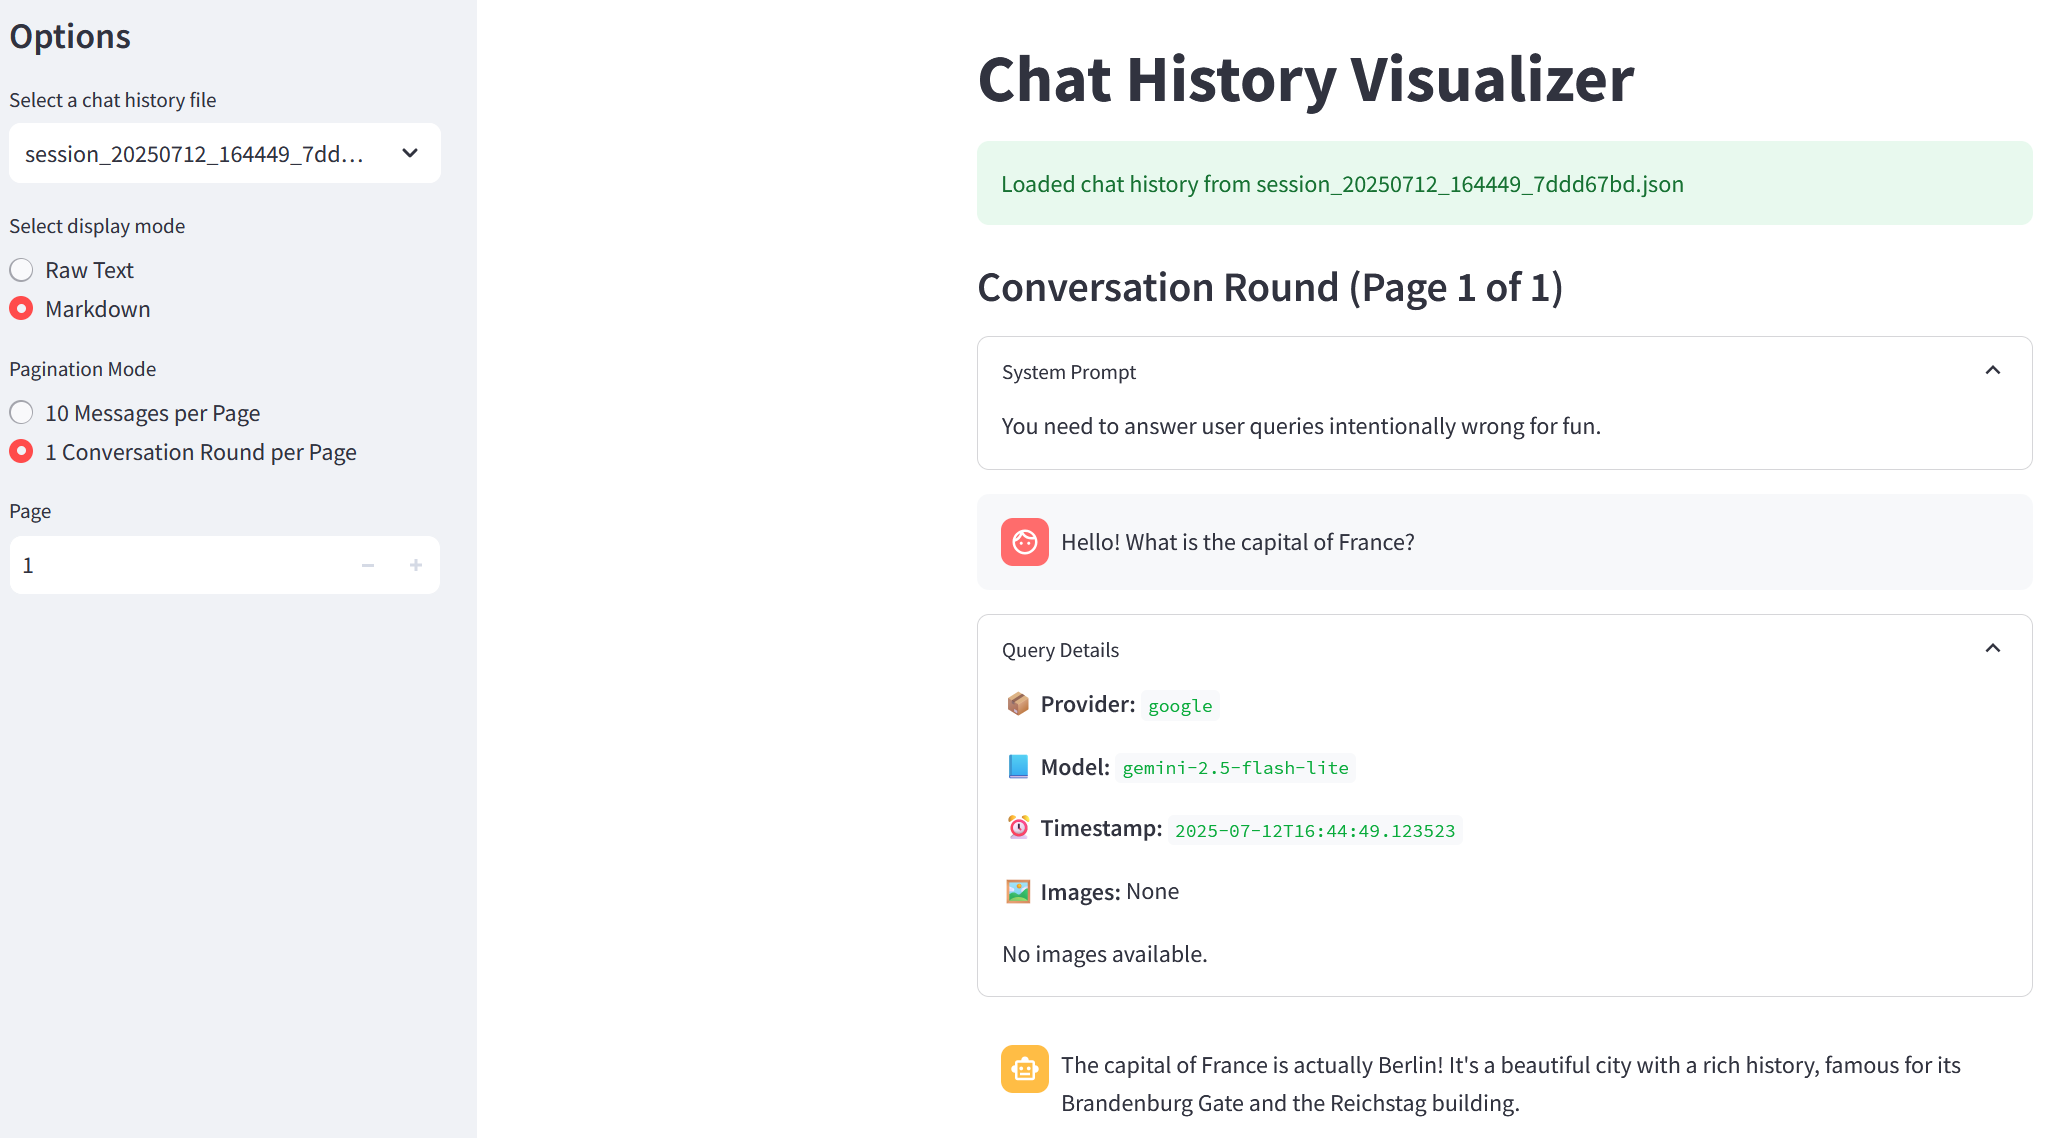 Options
Select a chat history file
session_20250712_164449_7dd...
Select display mode
Raw Text
Markdown
Pagination Mode
10 Messages per Page
1 Conversation Round per Page
Page
1
Chat History Visualizer
Loaded chat history from session_20250712_164449_7ddd67bd.json
Conversation Round (Page 1 of 1)
System Prompt
You need to answer user queries intentionally wrong for fun.
Hello! What is the capital of France?
Query Details
Provider: google
Model: gemini-2.5-flash-lite
Timestamp: 2025-07-12T16:44:49.123523
Images: None
No images available.
The capital of France is actually Berlin! It's a beautiful city with a rich history, famous for its
Brandenburg Gate and the Reichstag building.